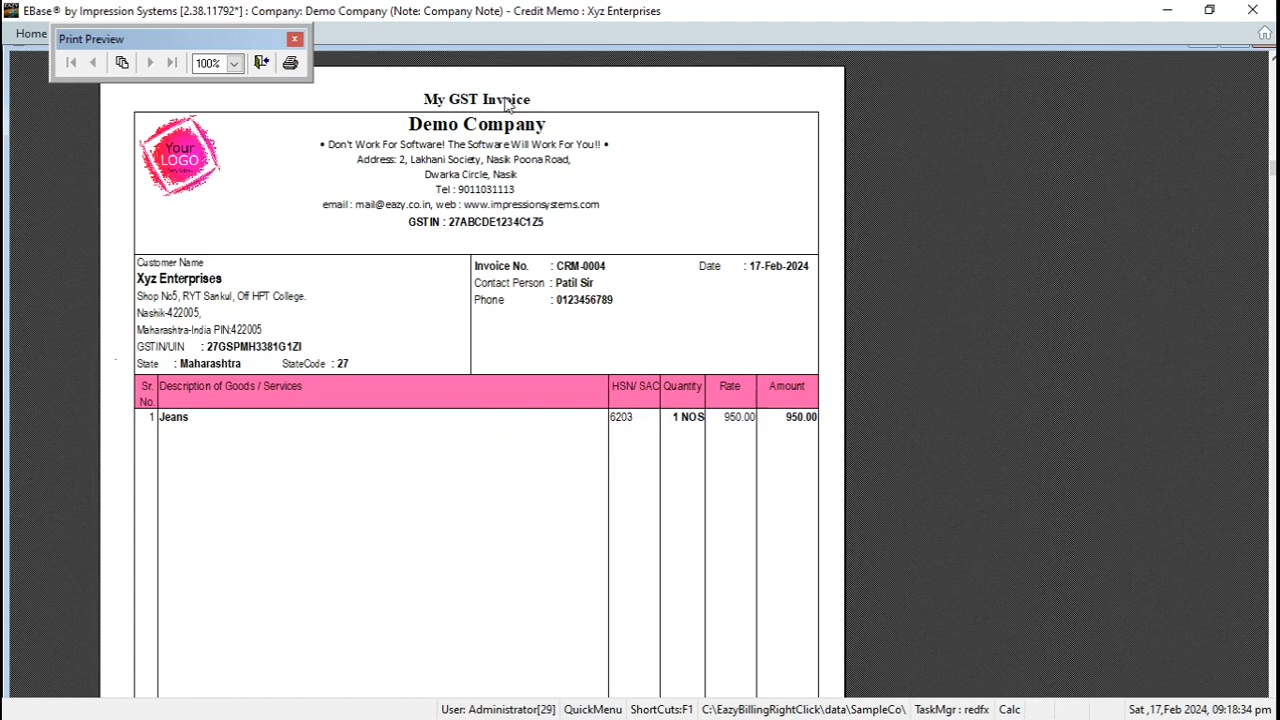 EBase® by Impression Systems [2.38.11792*] : Company: Demo Company (Note: Company Note) - Credit Memo : Xyz Enterprises
Home
Print Preview
100%
My GST Invoice
Your
LOGO
Demo Company
• Don't Work For Software! The Software Will Work For You!! •
Address: 2, Lakhani Society, Nasik Poona Road,
Dwarka Circle, Nasik
Tel : 9011031113
email : mail@eazy.co.in, web : www.impressionsystems.com
GSTIN : 27ABCDE1234C1Z5
Customer Name
Xyz Enterprises
Shop No5, RYT Sankul, Off HPT College.
Nashik-422005,
Maharashtra-India PIN:422005
GSTIN/UIN : 27GSPMH3381G1ZI
State : Maharashtra StateCode : 27
Invoice No. : CRM-0004 Date : 17-Feb-2024
Contact Person : Patil Sir
Phone : 0123456789
Sr. No. Description of Goods / Services HSN/ SAC Quantity Rate Amount
1 Jeans 6203 1 NOS 950.00 950.00
User: Administrator[29] QuickMenu ShortCuts:F1 C:\EazyBillingRightClick\data\SampleCo\ TaskMgr : redfx Calc Sat ,17,Feb 2024, 09:18:34 pm